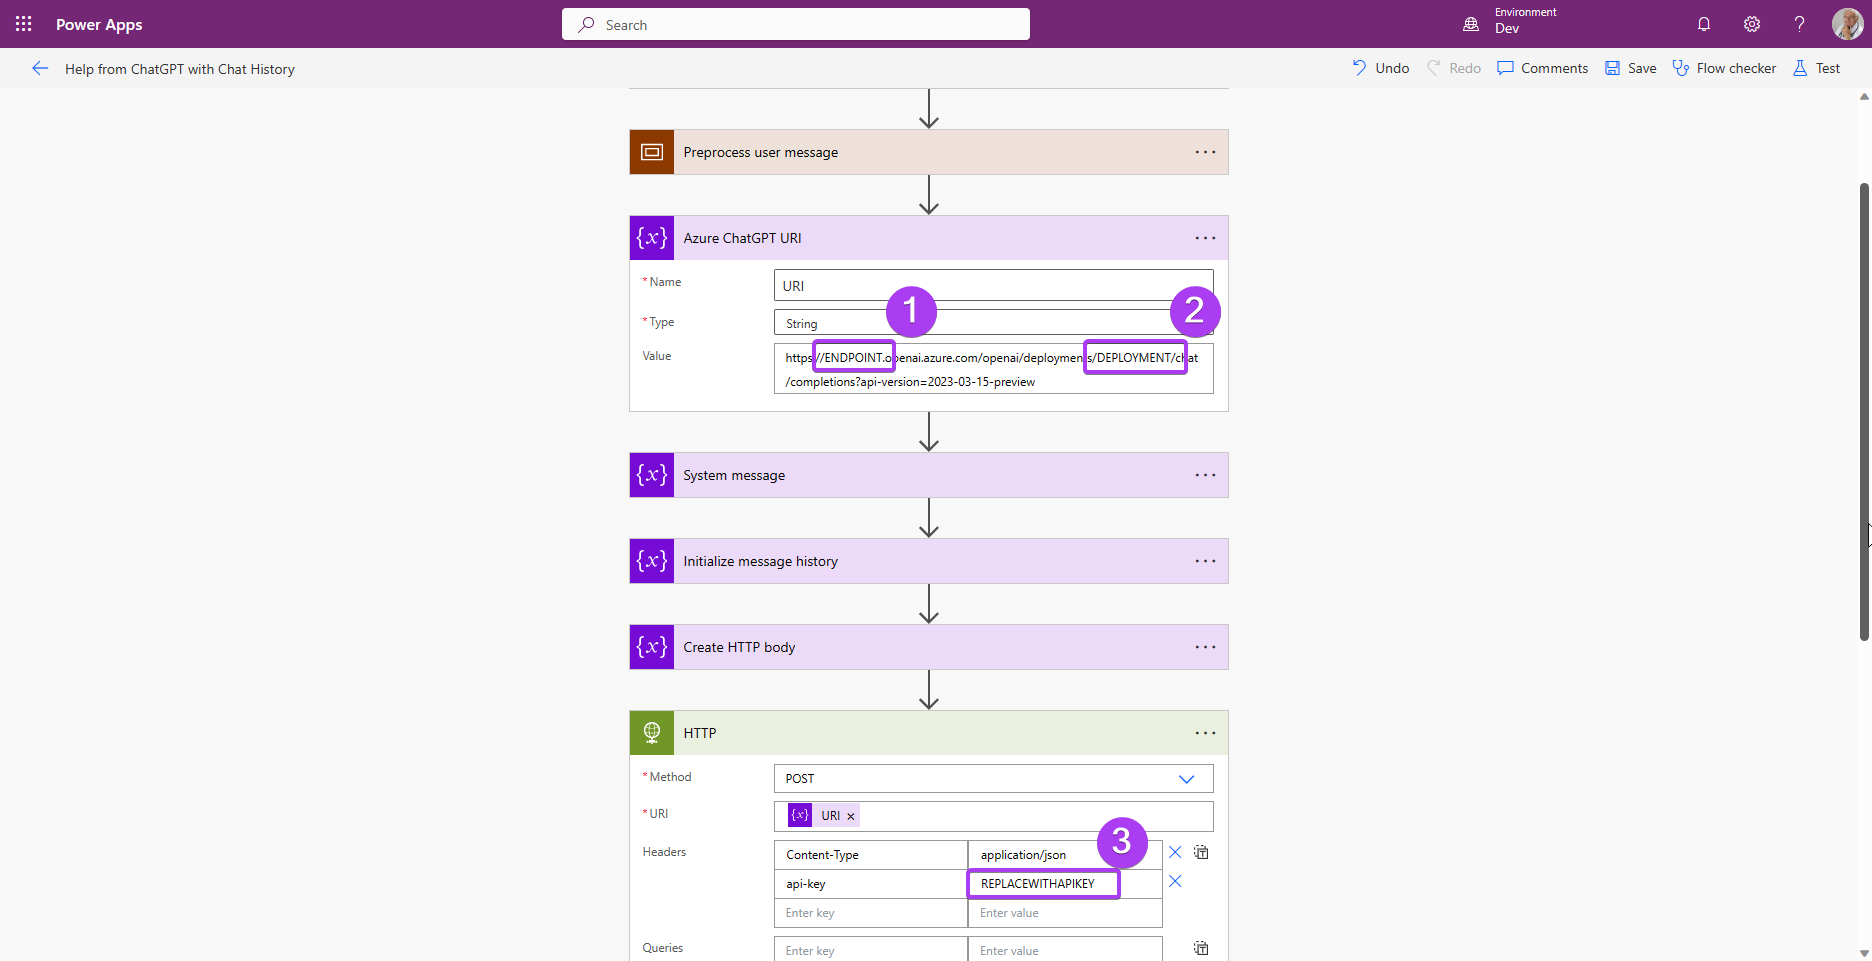 Power Apps
Search
Environment
Dev
?
Help from ChatGPT with Chat History
Undo
Redo
Comments
Save
Flow checker
Test
Preprocess user message
{x} Azure ChatGPT URI
* Name
URI
1
2
* Type
String
Value
https://ENDPOINT.openai.azure.com/openai/deployments/DEPLOYMENT/chat
/completions?api-version=2023-03-15-preview
{x} System message
{x} Initialize message history
{x} Create HTTP body
HTTP
* Method
POST
* URI
{x} URI ×
3
Headers
Content-Type
application/json
api-key
REPLACEWITHAPIKEY
Enter key
Enter value
Queries
Enter key
Enter value